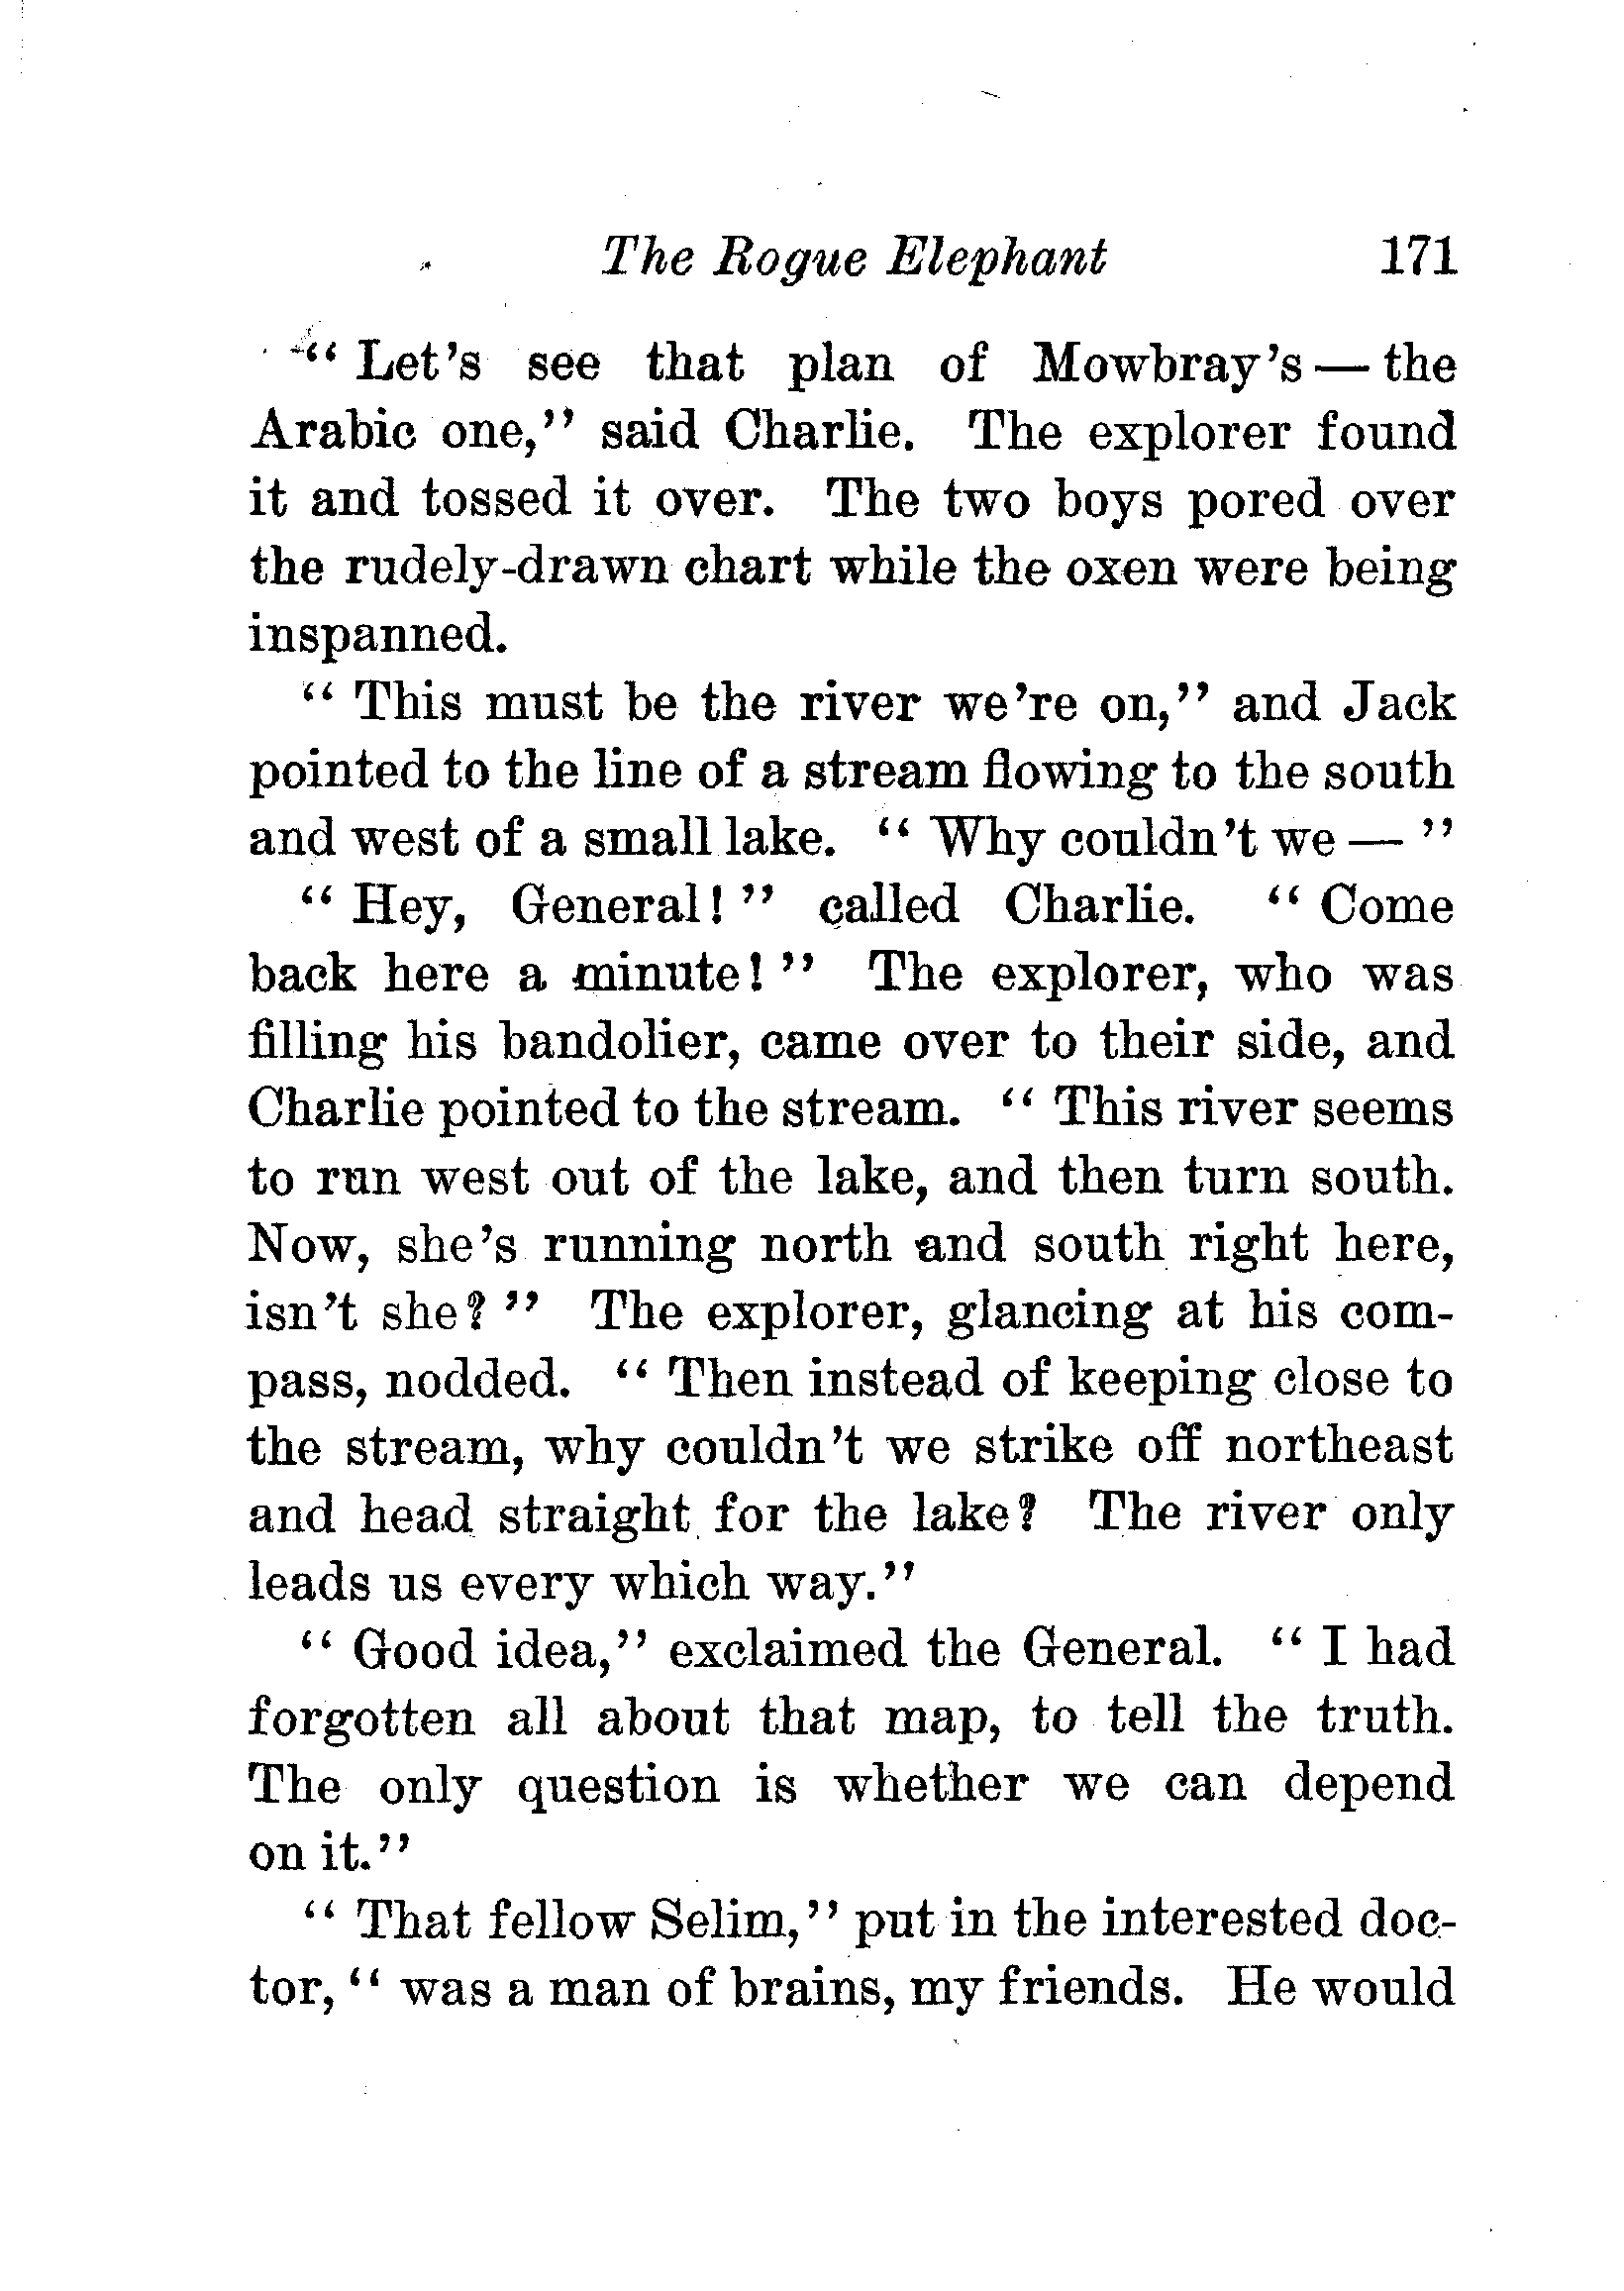 The Rogue Elephant 171
“ Let's see that plan of Mowbray's — the
Arabic one,” said Charlie. The explorer found
it and tossed it over. The two boys pored over
the rudely-drawn chart while the oxen were being
inspanned.
“ This must be the river we're on,” and Jack
pointed to the line of a stream flowing to the south
and west of a small lake. “ Why couldn't we — ”
“ Hey, General! ” called Charlie. “ Come
back here a minute! ” The explorer, who was
filling his bandolier, came over to their side, and
Charlie pointed to the stream. “ This river seems
to run west out of the lake, and then turn south.
Now, she's running north and south right here,
isn't she? ” The explorer, glancing at his com-
pass, nodded. “ Then instead of keeping close to
the stream, why couldn't we strike off northeast
and head straight for the lake? The river only
leads us every which way.”
“ Good idea,” exclaimed the General. “ I had
forgotten all about that map, to tell the truth.
The only question is whether we can depend
on it.”
“ That fellow Selim,” put in the interested doc-
tor, “ was a man of brains, my friends. He would